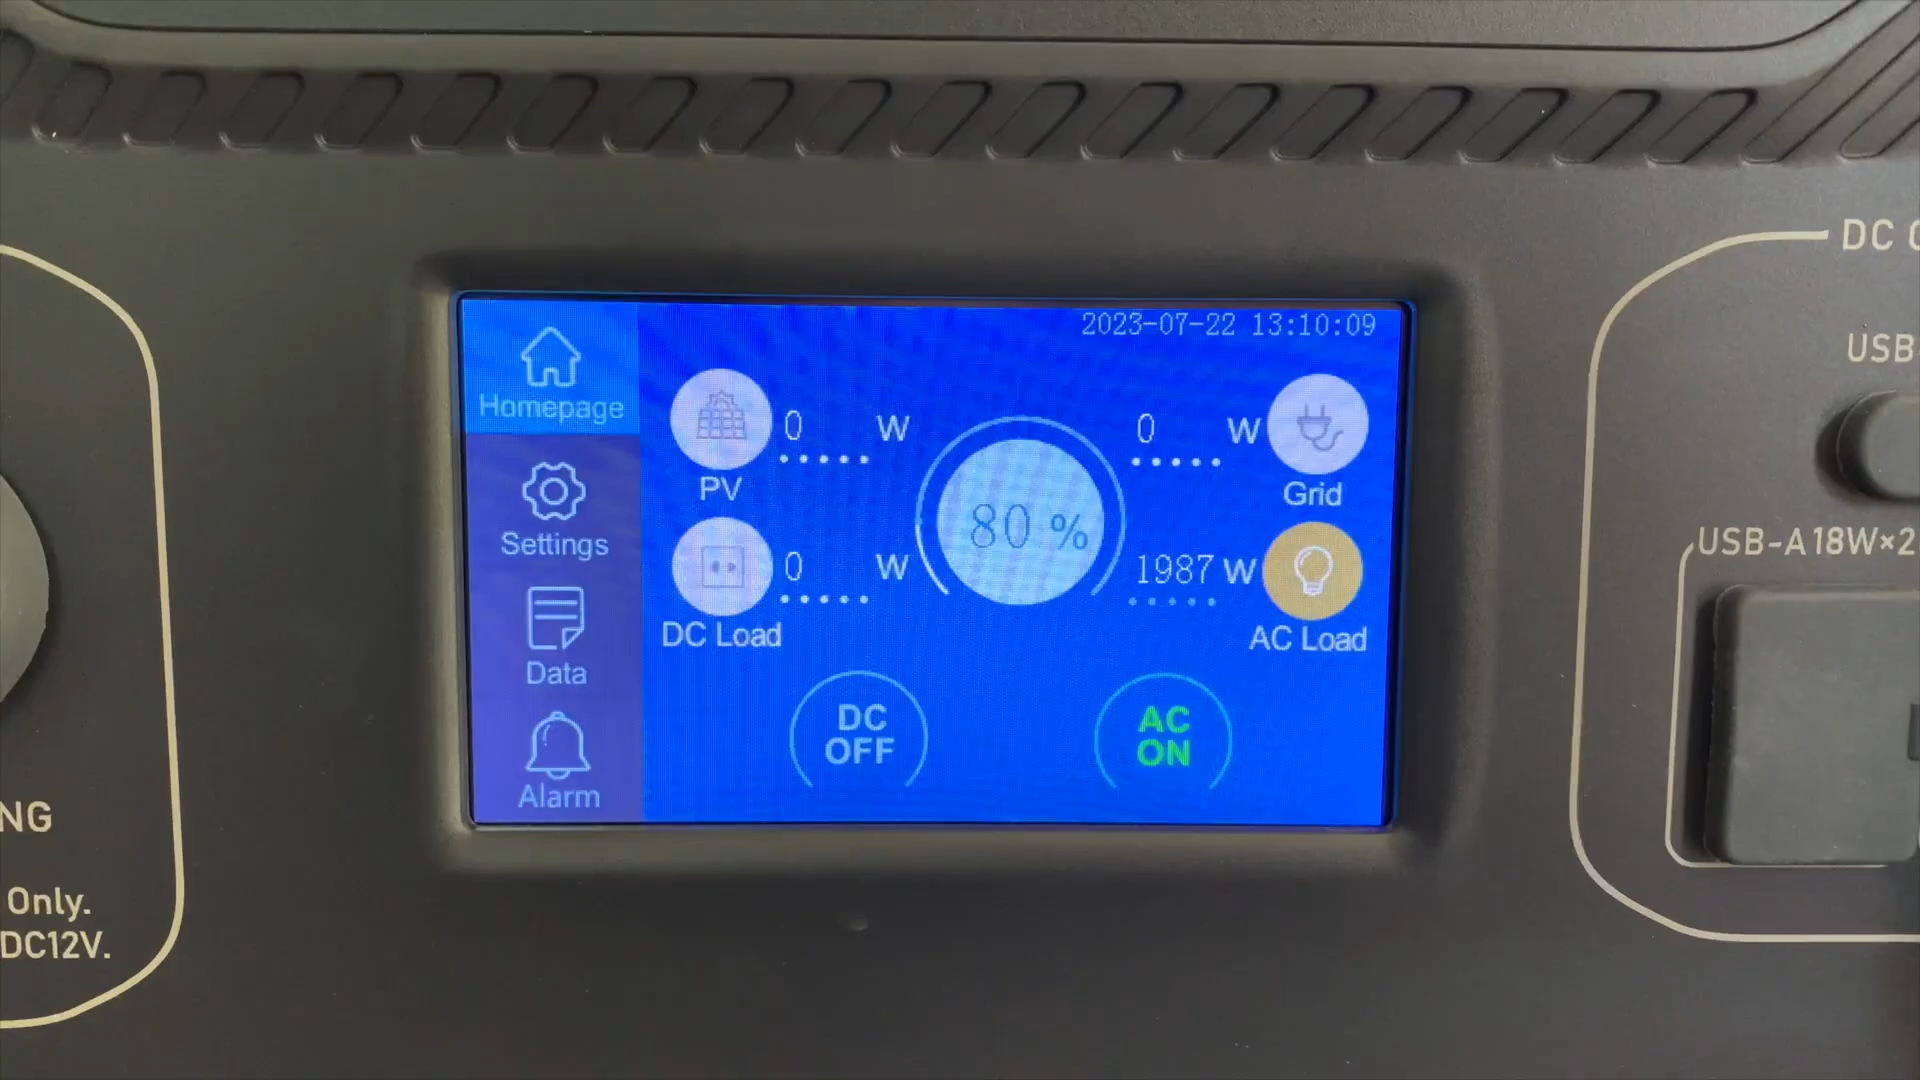 2023-07-22 13:10:09
Homepage
Settings
Data
Alarm
0 W
PV
0 W
DC Load
80 %
0 W
Grid
1987 W
AC Load
DC
OFF
AC
ON
NG
Only.
DC12V.
DC
USB
USB-A 18W×2